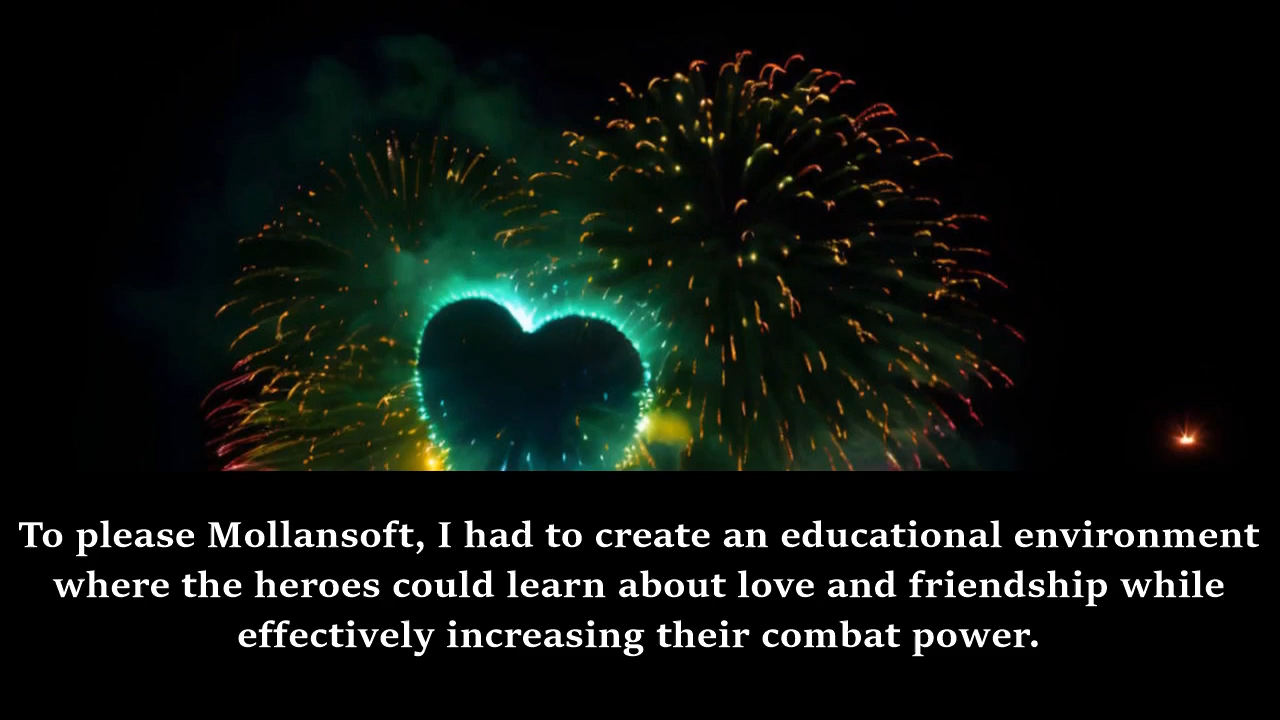 To please Mollansoft, I had to create an educational environment
where the heroes could learn about love and friendship while
effectively increasing their combat power.